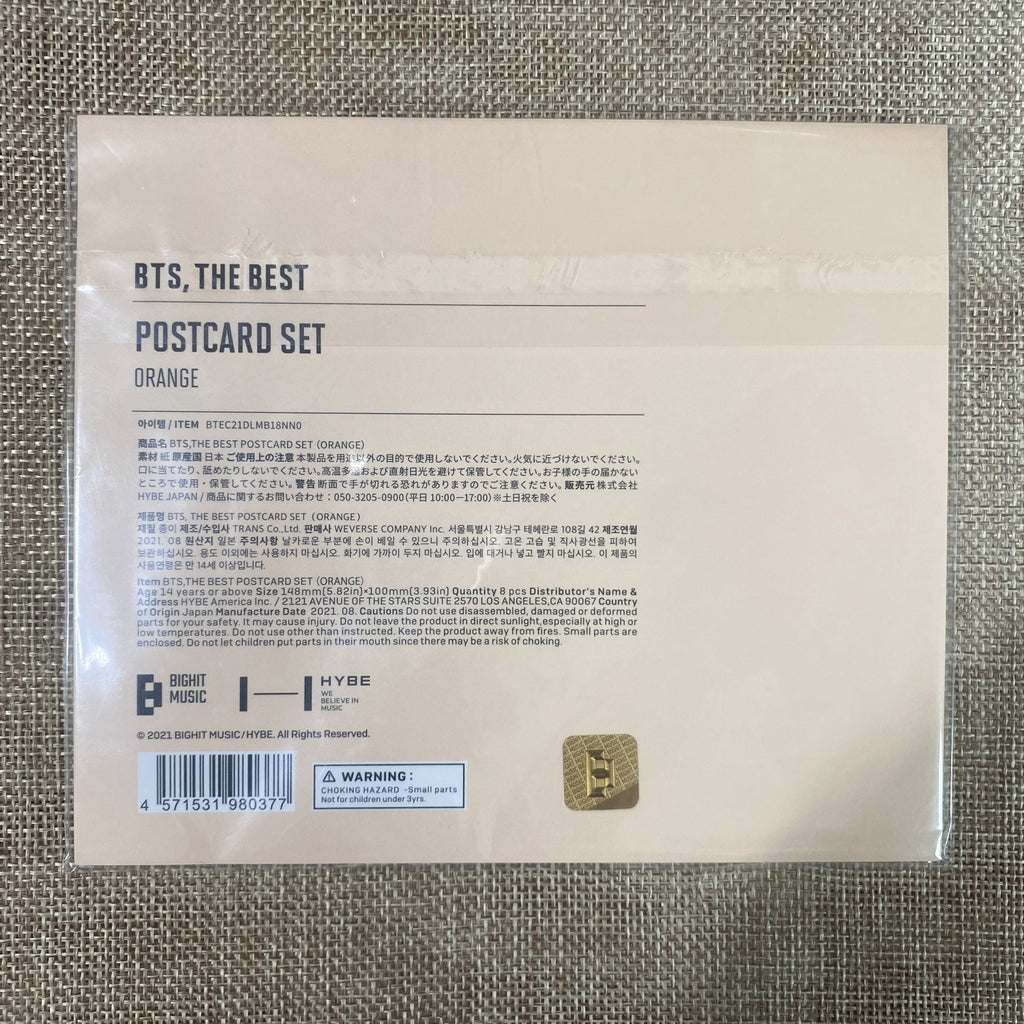 BTS, THE BEST
POSTCARD SET
ORANGE
아이템 / ITEM BTEC21DLMB18NN0
商品名 BTS,THE BEST POSTCARD SET (ORANGE)
素材 紙 原産国 日本 ご使用上の注意 本製品を用途以外の目的で使用しないでください。火気に近づけないでください。
口に当てたり、舐めたりしないでください。高温多湿および直射日光を避けて保管してください。お子様の手の届かない
ところで使用・保管してください。警告 断面で手が切れる恐れがありますのでご注意ください。販売元 株式会社
HYBE JAPAN / 商品に関するお問い合わせ : 050-3205-0900(平日 10:00ー17:00)※土日祝を除く
제품명 BTS, THE BEST POSTCARD SET (ORANGE)
재질 종이 제조/수입사 TRANS Co.,Ltd. 판매사 WEVERSE COMPANY Inc. 서울특별시 강남구 테헤란로 108길 42 제조연월
2021. 08 원산지 일본 주의사항 날카로운 부분에 손이 베일 수 있으니 주의하십시오. 고온 고습 및 직사광선을 피하여
보관하십시오. 용도 이외에는 사용하지 마십시오. 화기에 가까이 두지 마십시오. 입에 대거나 넣고 빨지 마십시오. 이 제품의
사용연령은 만 14세 이상입니다.
Item BTS,THE BEST POSTCARD SET (ORANGE)
Age 14 years or above Size 148mm(5.82in)×100mm(3.93in) Quantity 8 pcs Distributor's Name &
Address HYBE America Inc. / 2121 AVENUE OF THE STARS SUITE 2570 LOS ANGELES,CA 90067 Country
of Origin Japan Manufacture Date 2021. 08. Cautions Do not use disassembled, damaged or deformed
parts for your safety. It may cause injury. Do not leave the product in direct sunlight,especially at high or
low temperatures. Do not use other than instructed. Keep the product away from fires. Small parts are
enclosed. Do not let children put parts in their mouth since there may be a risk of choking.
BIGHIT
MUSIC
HYBE
WE
BELIEVE IN
MUSIC
© 2021 BIGHIT MUSIC/HYBE. All Rights Reserved.
4 571531 980377
⚠ WARNING :
CHOKING HAZARD -Small parts
Not for children under 3yrs.